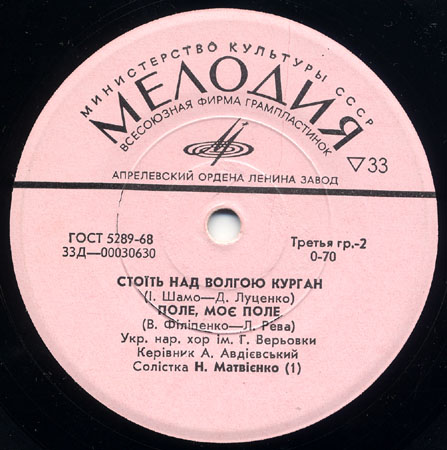 МИНИСТЕРСТВО КУЛЬТУРЫ СССР
МЕЛОДИЯ
ВСЕСОЮЗНАЯ ФИРМА ГРАМПЛАСТИНОК
▽33
АПРЕЛЕВСКИЙ ОРДЕНА ЛЕНИНА ЗАВОД
ГОСТ 5289-68
33Д—00030630
Третья гр.-2
0-70
СТОЇТЬ НАД ВОЛГОЮ КУРГАН
(І. Шамо—Д. Луценко)
ПОЛЕ, МОЄ ПОЛЕ
(В. Філіпенко—Л. Рева)
Укр. нар. хор ім. Г. Верьовки
Керівник А. Авдієвський
Солістка Н. Матвієнко (1)